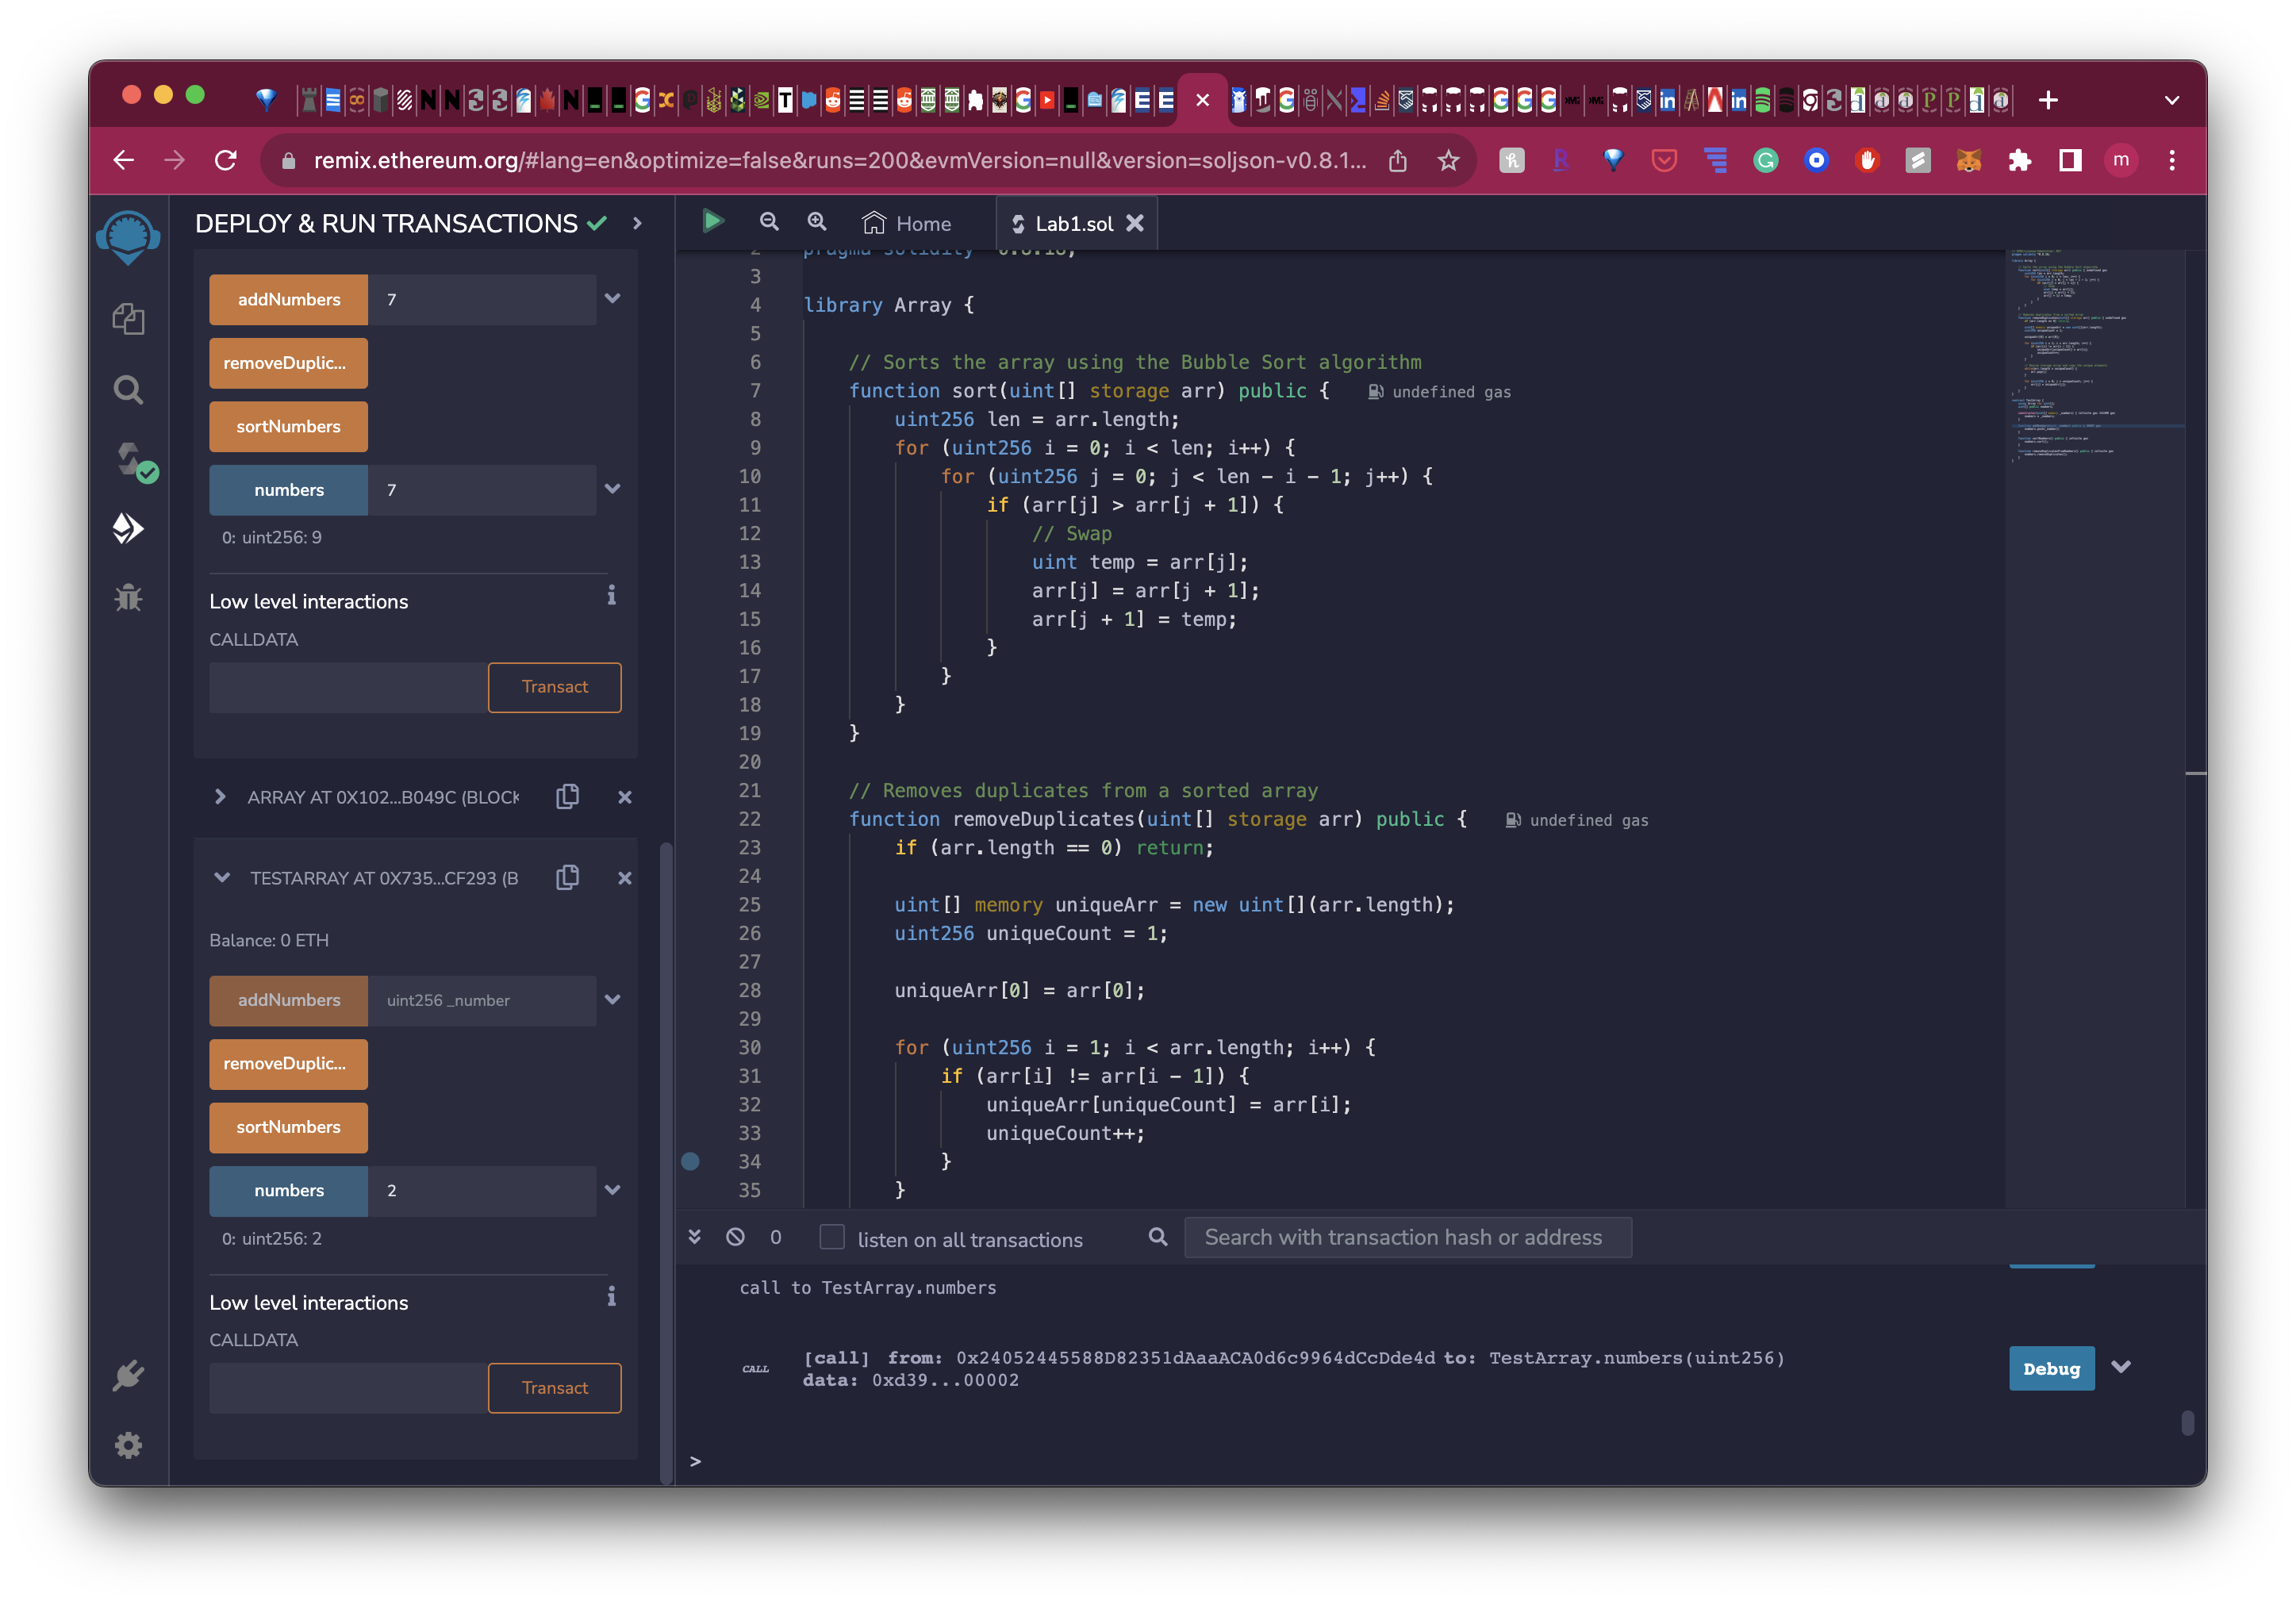 remix.ethereum.org/#lang=en&optimize=false&runs=200&evmVersion=null&version=soljson-v0.8.1...
m
DEPLOY & RUN TRANSACTIONS
addNumbers 7
removeDuplic...
sortNumbers
numbers 7
0: uint256: 9
Low level interactions
CALLDATA
Transact
ARRAY AT 0X102...B049C (BLOCK
TESTARRAY AT 0X735...CF293 (B
Balance: 0 ETH
addNumbers uint256 _number
removeDuplic...
sortNumbers
numbers 2
0: uint256: 2
Low level interactions
CALLDATA
Transact
Home
Lab1.sol
3
4 library Array {
5
6 // Sorts the array using the Bubble Sort algorithm
7 function sort(uint[] storage arr) public { undefined gas
8 uint256 len = arr.length;
9 for (uint256 i = 0; i < len; i++) {
10 for (uint256 j = 0; j < len - i - 1; j++) {
11 if (arr[j] > arr[j + 1]) {
12 // Swap
13 uint temp = arr[j];
14 arr[j] = arr[j + 1];
15 arr[j + 1] = temp;
16 }
17 }
18 }
19 }
20
21 // Removes duplicates from a sorted array
22 function removeDuplicates(uint[] storage arr) public { undefined gas
23 if (arr.length == 0) return;
24
25 uint[] memory uniqueArr = new uint[](arr.length);
26 uint256 uniqueCount = 1;
27
28 uniqueArr[0] = arr[0];
29
30 for (uint256 i = 1; i < arr.length; i++) {
31 if (arr[i] != arr[i - 1]) {
32 uniqueArr[uniqueCount] = arr[i];
33 uniqueCount++;
34 }
35 }
0 listen on all transactions Search with transaction hash or address
call to TestArray.numbers
CALL [call] from: 0x24052445588D82351dAaaACA0d6c9964dCcDde4d to: TestArray.numbers(uint256)
data: 0xd39...00002
Debug
>